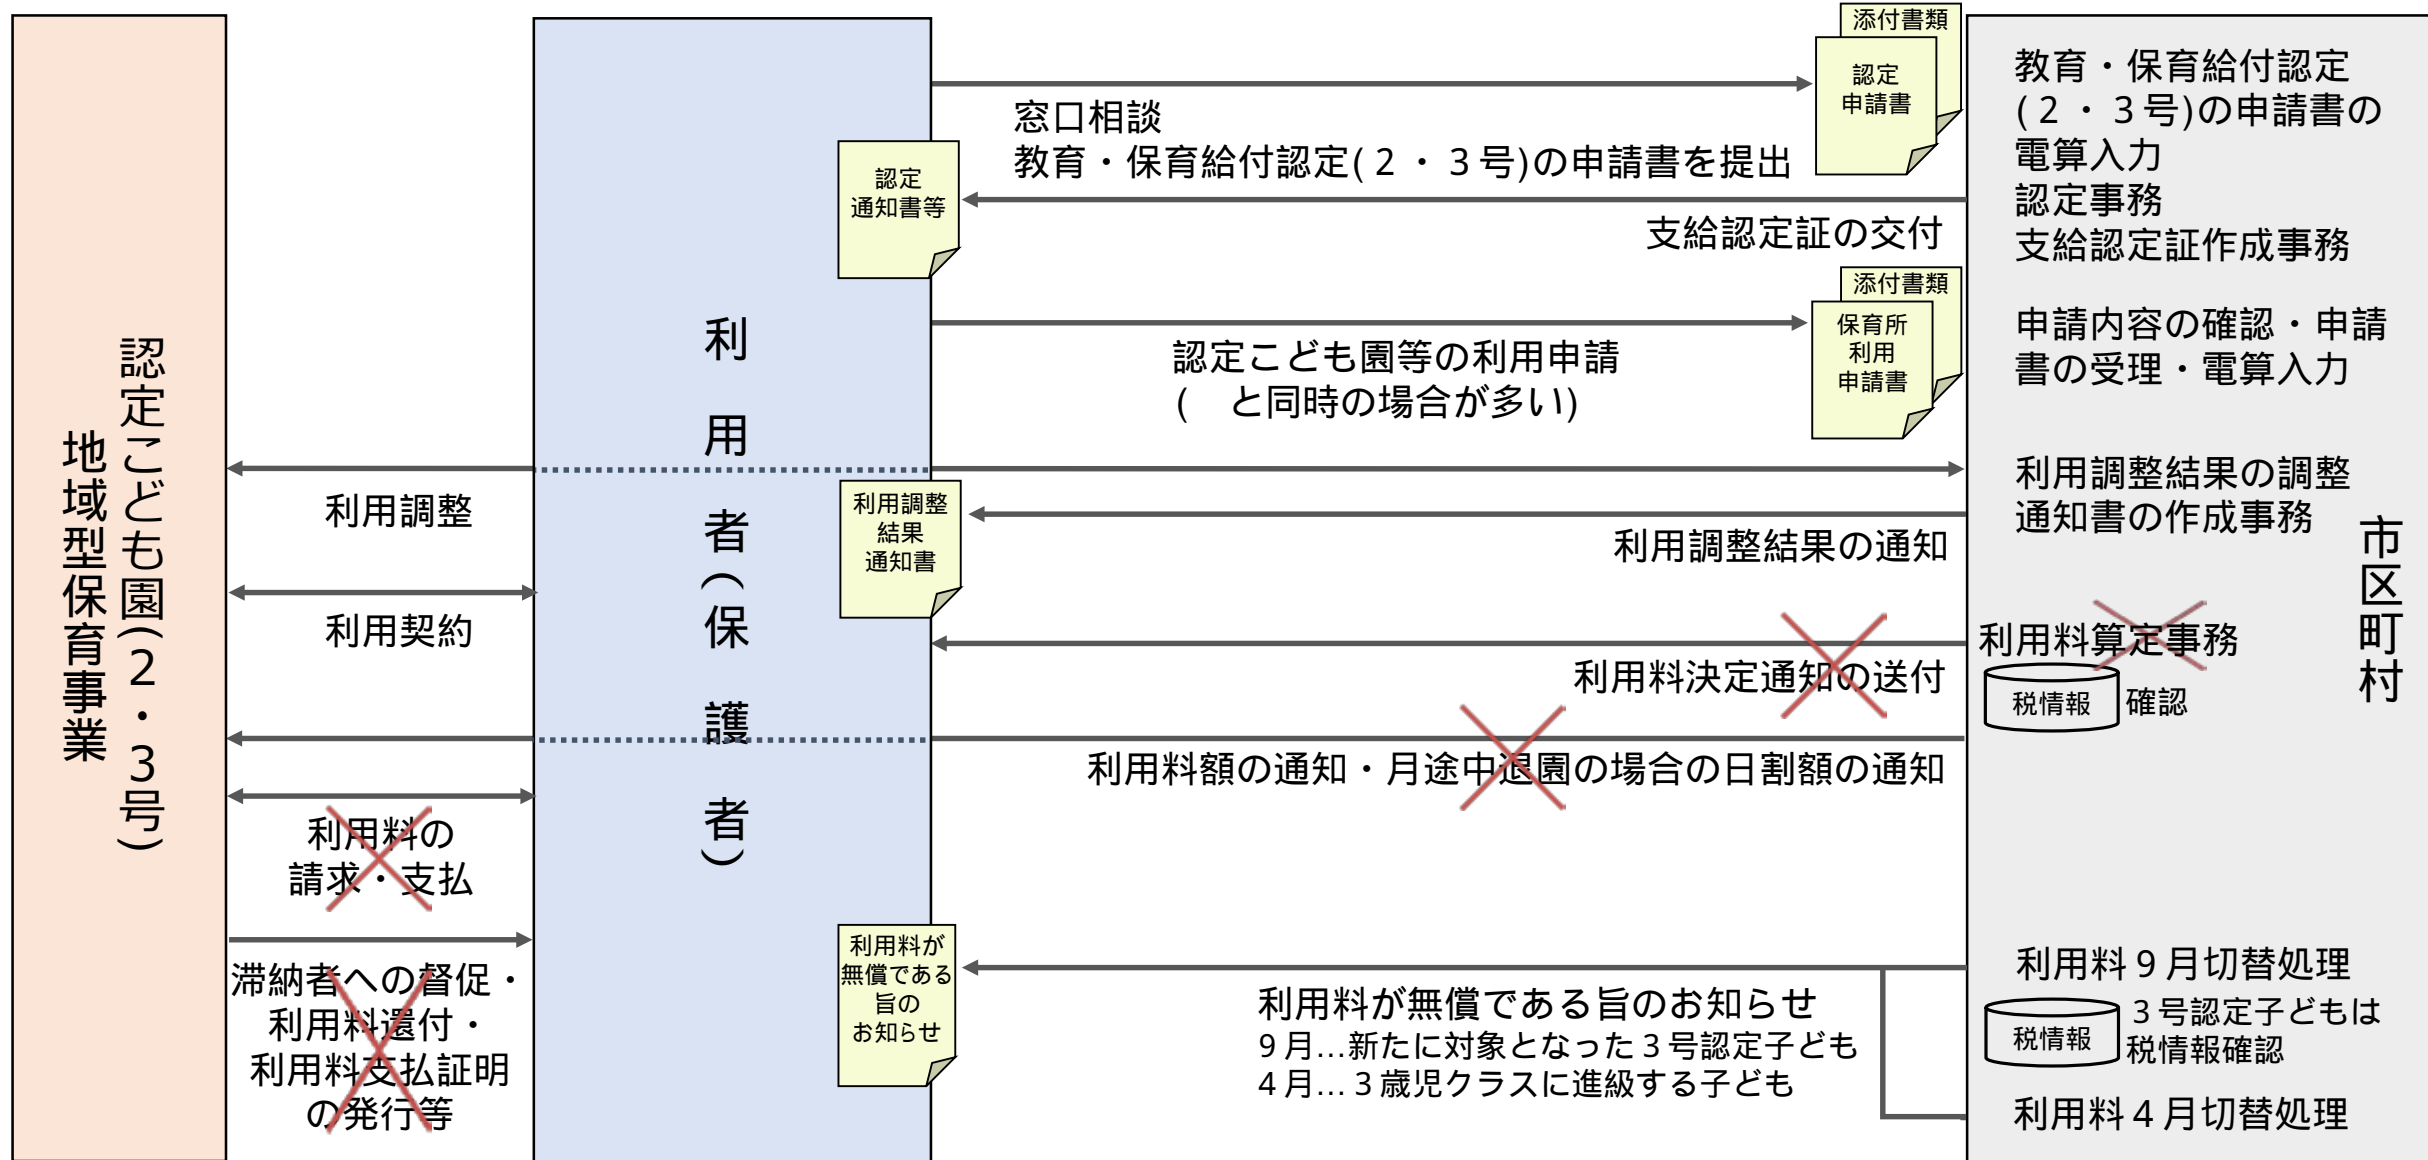 認定こども園(２・３号)
地域型保育事業
利用者(保護者)
添付書類
認定
申請書
窓口相談
教育・保育給付認定(２・３号)の申請書を提出
認定
通知書等
支給認定証の交付
教育・保育給付認定
(２・３号)の申請書の
電算入力
認定事務
支給認定証作成事務
添付書類
保育所
利用
申請書
認定こども園等の利用申請
(　と同時の場合が多い)
申請内容の確認・申請
書の受理・電算入力
利用調整
利用調整
結果
通知書
利用調整結果の通知
利用調整結果の調整
通知書の作成事務
市区町村
利用契約
利用料決定通知の送付
利用料算定事務
税情報
確認
利用料額の通知・月途中退園の場合の日割額の通知
利用料の
請求・支払
滞納者への督促・
利用料還付・
利用料支払証明
の発行等
利用料が
無償である
旨の
お知らせ
利用料が無償である旨のお知らせ
９月…新たに対象となった３号認定子ども
４月…３歳児クラスに進級する子ども
利用料９月切替処理
税情報
３号認定子どもは
税情報確認
利用料４月切替処理